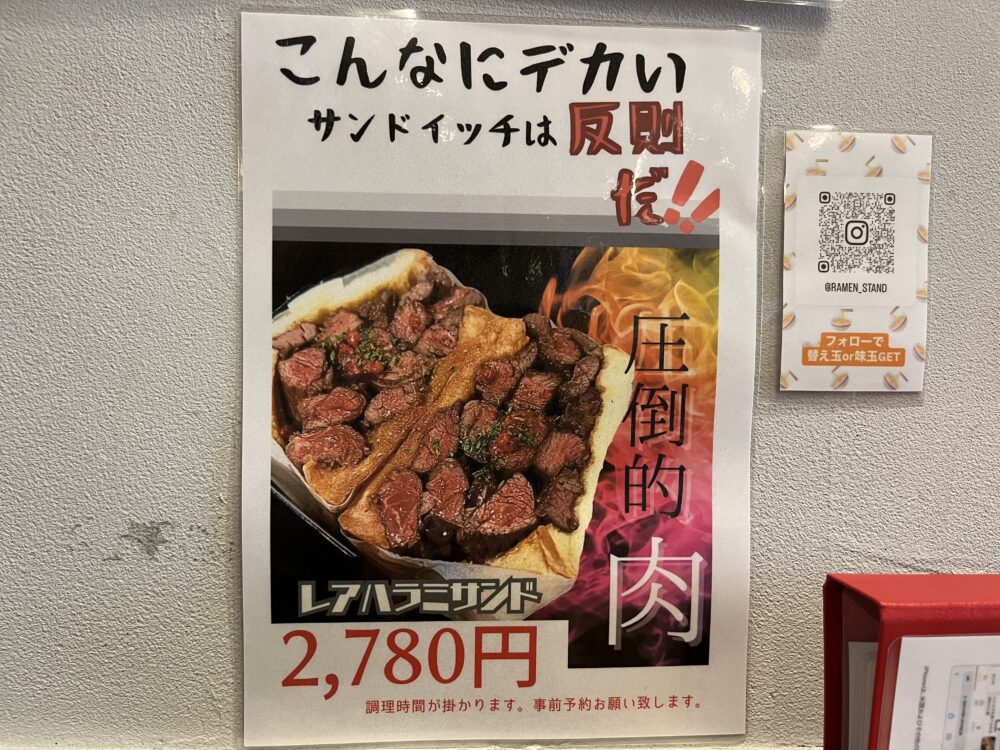 こんなにデカい
サンドイッチは反則
だ!!
圧倒的
肉
レアハラミサンド
2,780円
調理時間が掛かります。事前予約お願い致します。
@RAMEN_STAND
フォローで
替え玉or味玉GET